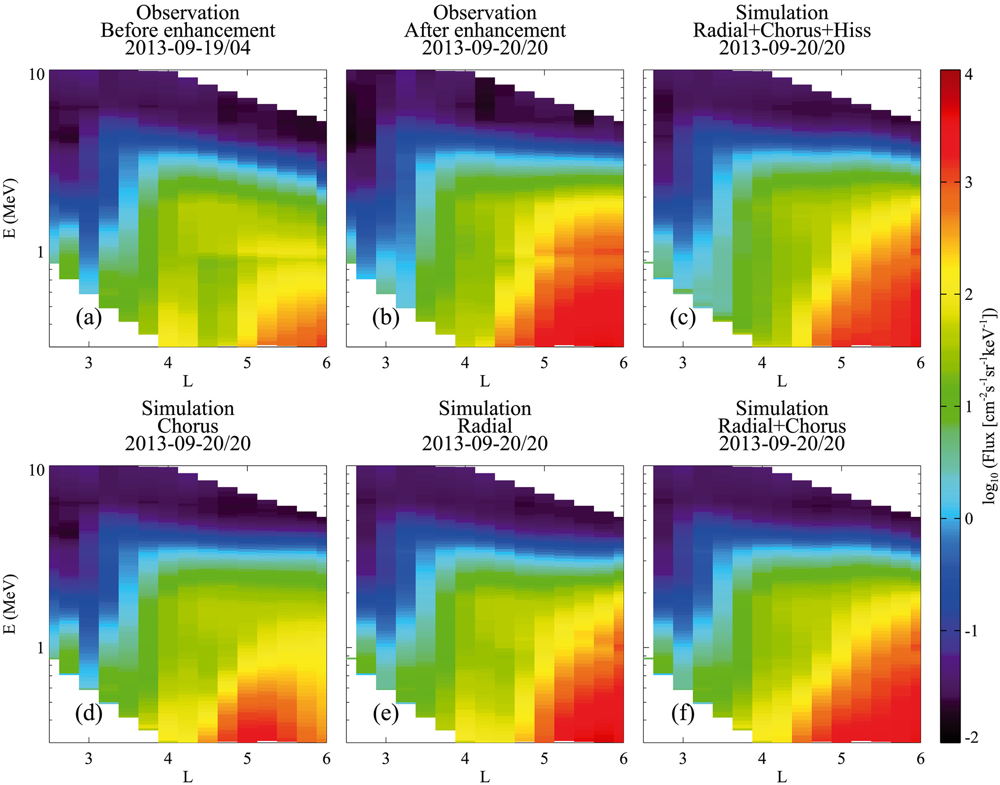 Observation
Before enhancement
2013-09-19/04
Observation
After enhancement
2013-09-20/20
Simulation
Radial+Chorus+Hiss
2013-09-20/20
10
1
E (MeV)
(a)
(b)
(c)
3 4 5 6
3 4 5 6
3 4 5 6
L
L
L
Simulation
Chorus
2013-09-20/20
Simulation
Radial
2013-09-20/20
Simulation
Radial+Chorus
2013-09-20/20
10
1
E (MeV)
(d)
(e)
(f)
3 4 5 6
3 4 5 6
3 4 5 6
L
L
L
4
3
2
1
0
-1
-2
log₁₀ (Flux [cm⁻²s⁻¹sr⁻¹keV⁻¹])